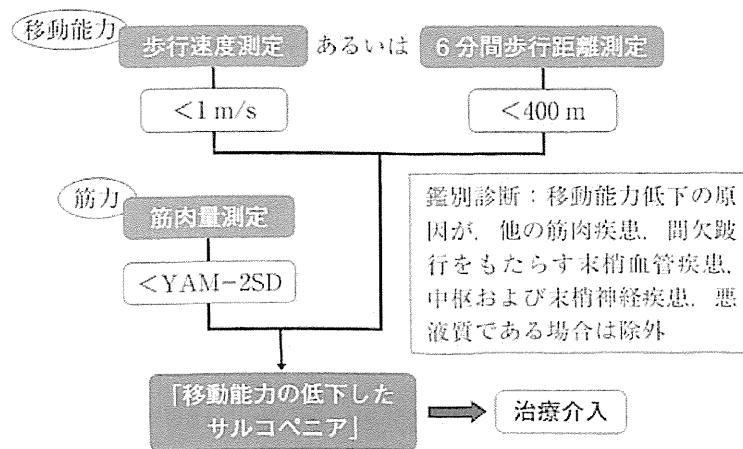 移動能力
歩行速度測定 あるいは 6分間歩行距離測定
<1 m/s <400 m
筋力
筋肉量測定
<YAM-2SD
鑑別診断：移動能力低下の原
因が，他の筋肉疾患，間欠跛
行をもたらす末梢血管疾患，
中枢および末梢神経疾患，悪
液質である場合は除外
「移動能力の低下した
サルコペニア」
治療介入